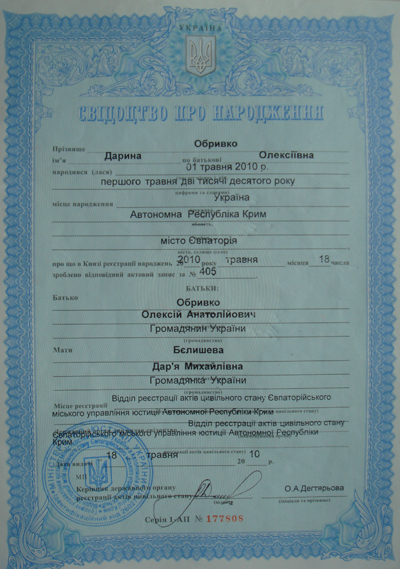 УКРАЇНА
СВІДОЦТВО ПРО НАРОДЖЕННЯ
Прізвище Обривко
ім'я Дарина по батькові Олексіївна
народився (лася) 01 травня 2010 р.
першого травня дві тисячі десятого року
місце народження Україна
Автономна Республіка Крим
місто Євпаторія
про що в Книзі реєстрації народжень 2010 року травня місяця 18 числа
зроблено відповідний актовий запис за № 405
БАТЬКИ:
Батько Обривко
Олексій Анатолійович
Громадянин України
(громадянство)
Мати Бєлишева
Дар'я Михайлівна
Громадянка України
(громадянство)
Місце реєстрації Відділ реєстрації актів цивільного стану Євпаторійського
міського управління юстиції Автономної Республіки Крим
Відділ реєстрації актів цивільного стану
Євпаторійського міського управління юстиції Автономної Республіки
Крим
18 травня 20 10 р.
МП
Керівник державного органу
реєстрації актів цивільного стану О.А.Дегтярьова
Серія І-АП № 177808